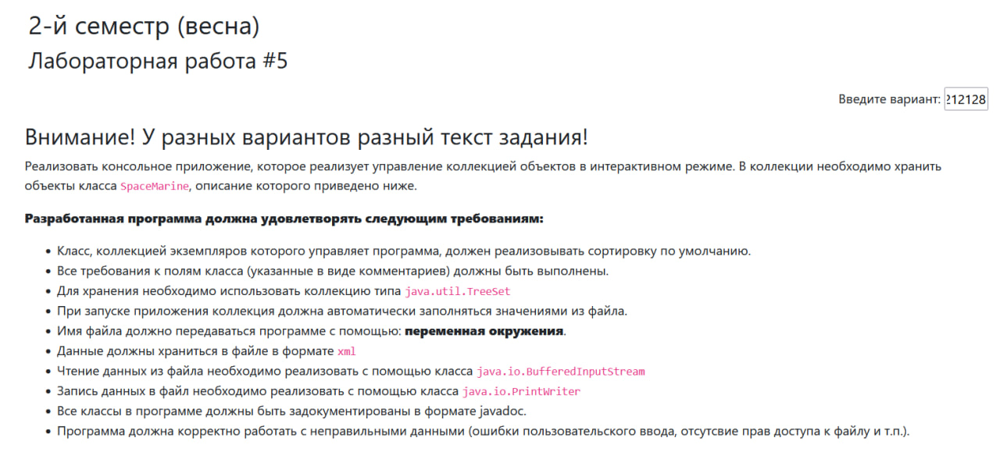 2-й семестр (весна)
Лабораторная работа #5
Введите вариант: 212128
Внимание! У разных вариантов разный текст задания!
Реализовать консольное приложение, которое реализует управление коллекцией объектов в интерактивном режиме. В коллекции необходимо хранить
объекты класса SpaceMarine, описание которого приведено ниже.
Разработанная программа должна удовлетворять следующим требованиям:
• Класс, коллекцией экземпляров которого управляет программа, должен реализовывать сортировку по умолчанию.
• Все требования к полям класса (указанные в виде комментариев) должны быть выполнены.
• Для хранения необходимо использовать коллекцию типа java.util.TreeSet
• При запуске приложения коллекция должна автоматически заполняться значениями из файла.
• Имя файла должно передаваться программе с помощью: переменная окружения.
• Данные должны храниться в файле в формате xml
• Чтение данных из файла необходимо реализовать с помощью класса java.io.BufferedInputStream
• Запись данных в файл необходимо реализовать с помощью класса java.io.PrintWriter
• Все классы в программе должны быть задокументированы в формате javadoc.
• Программа должна корректно работать с неправильными данными (ошибки пользовательского ввода, отсутсвие прав доступа к файлу и т.п.).